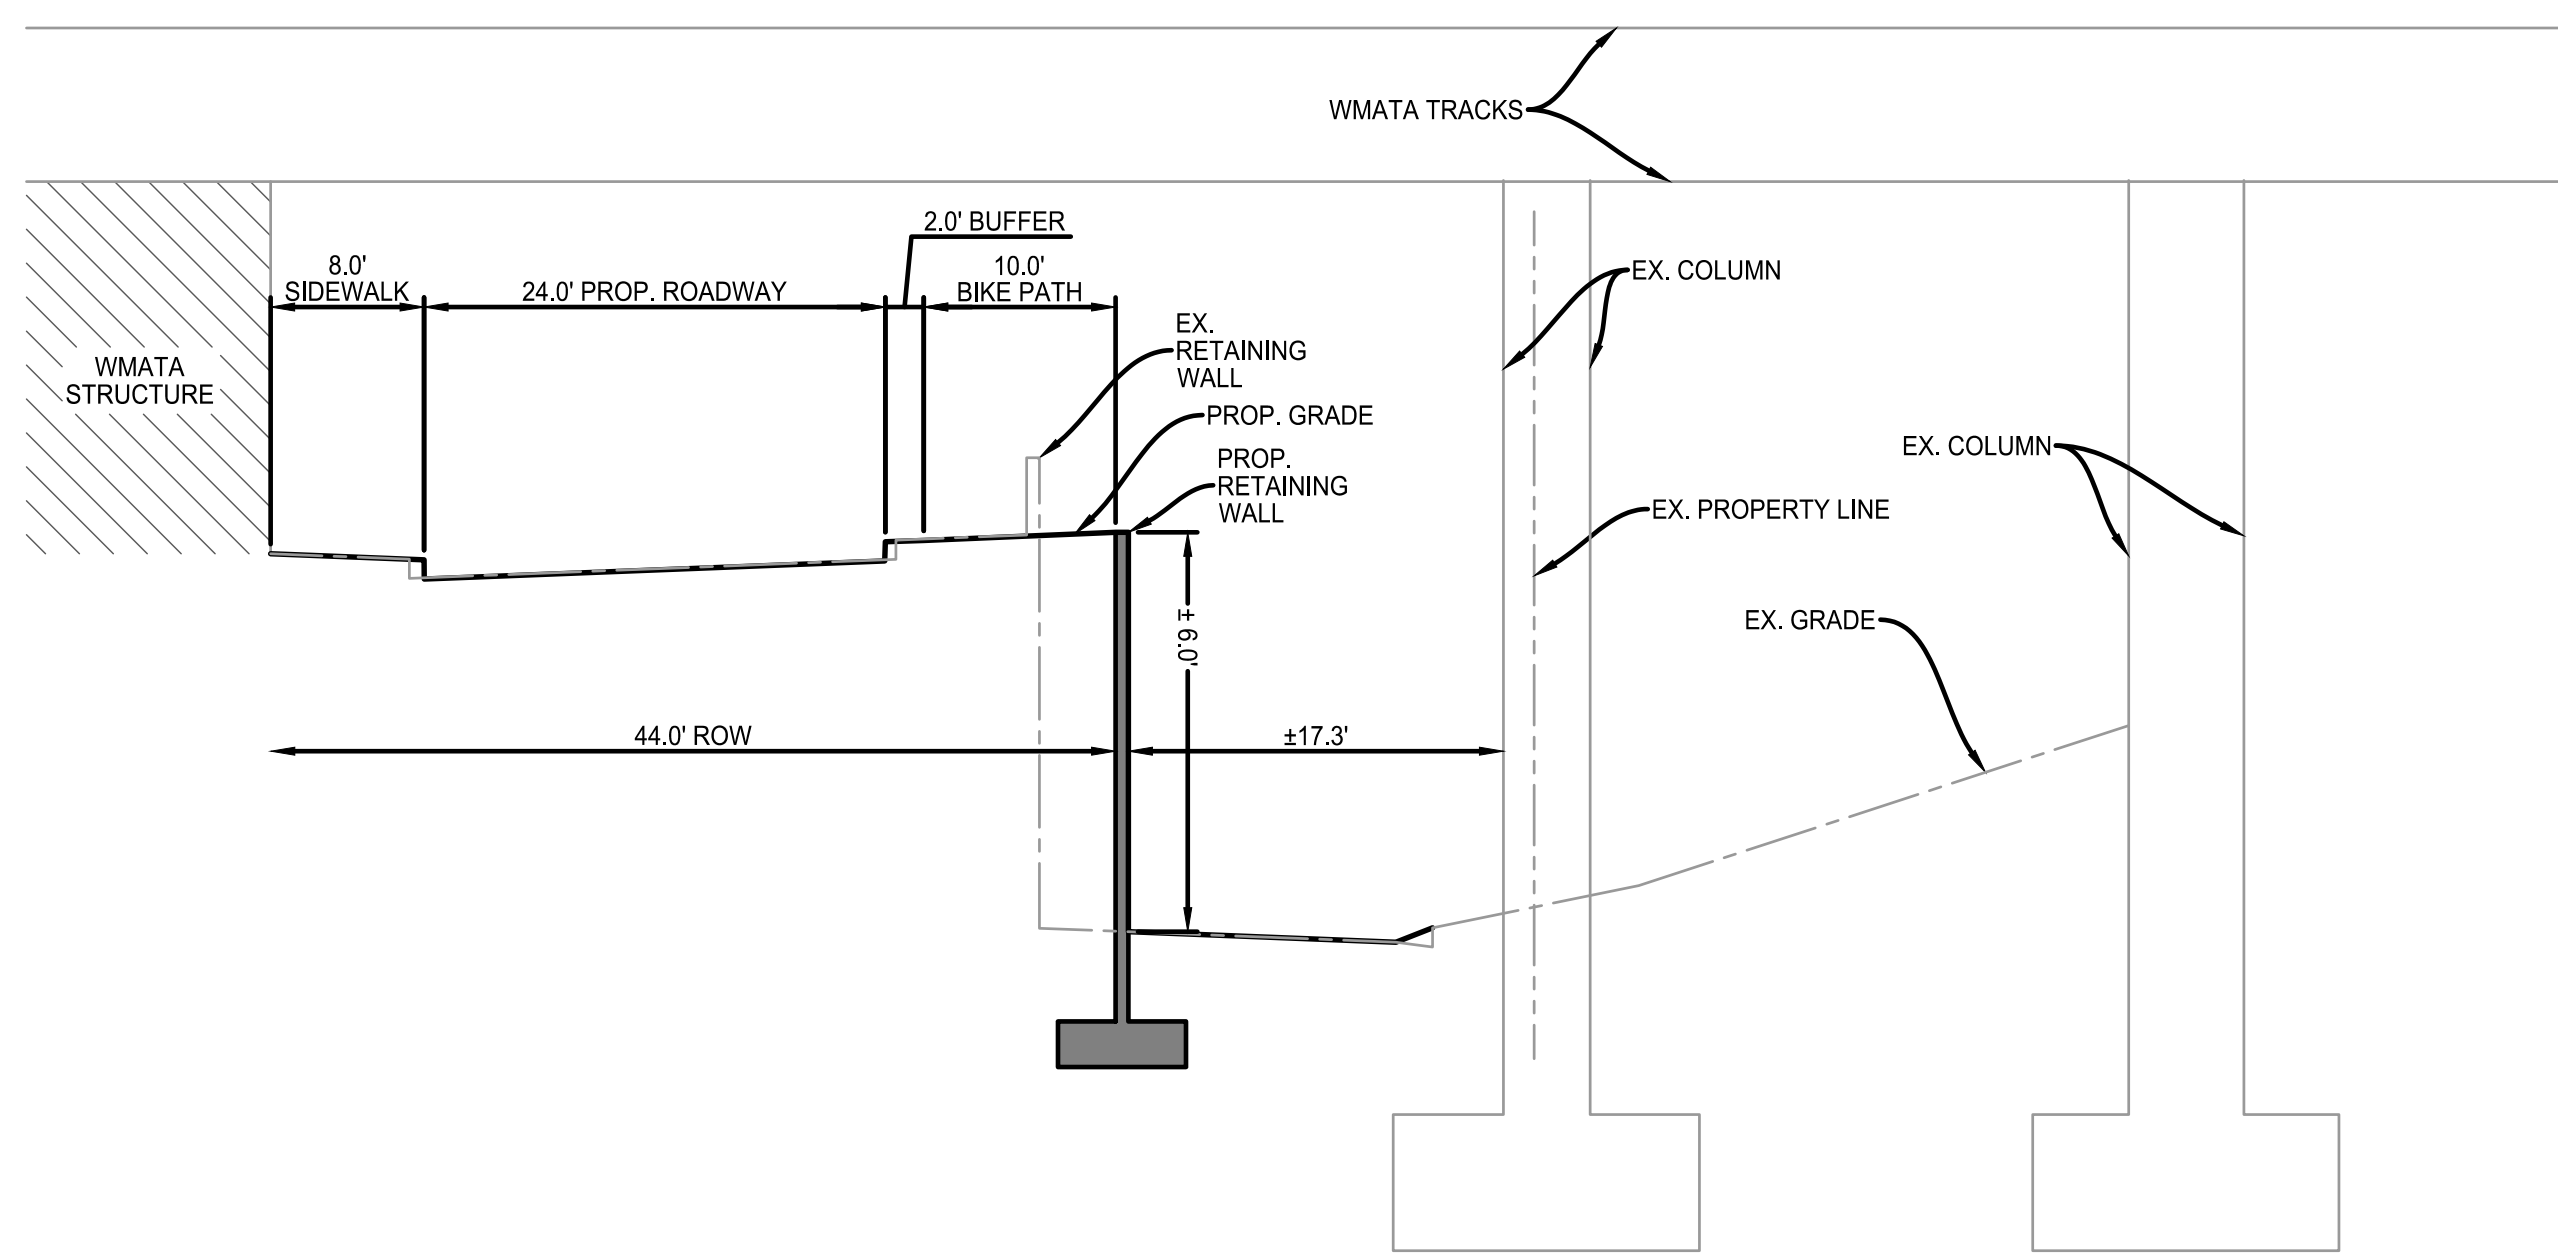 WMATA TRACKS
2.0' BUFFER
8.0'
SIDEWALK
24.0' PROP. ROADWAY
10.0'
BIKE PATH
EX. COLUMN
EX.
RETAINING
WALL
WMATA
STRUCTURE
PROP. GRADE
EX. COLUMN
PROP.
RETAINING
WALL
EX. PROPERTY LINE
EX. GRADE
± 6.0'
44.0' ROW
±17.3'